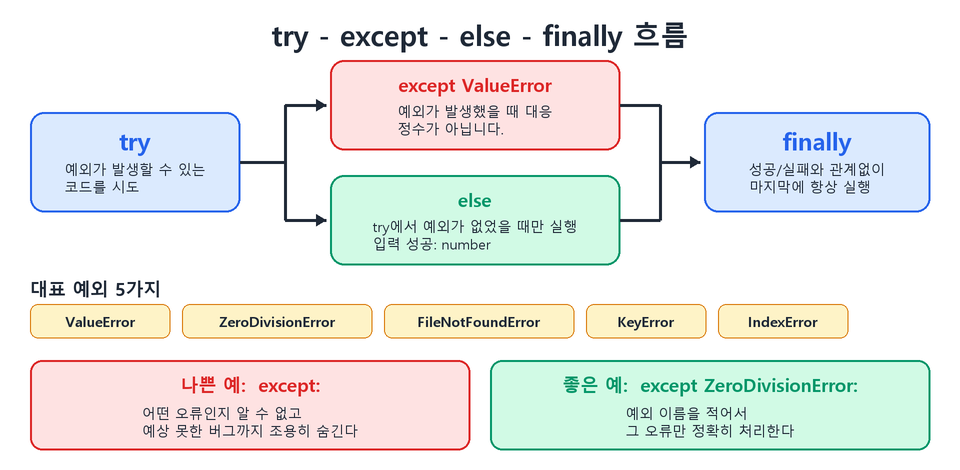 try - except - else - finally 흐름
try
예외가 발생할 수 있는
코드를 시도
except ValueError
예외가 발생했을 때 대응
정수가 아닙니다.
else
try에서 예외가 없었을 때만 실행
입력 성공: number
finally
성공/실패와 관계없이
마지막에 항상 실행
대표 예외 5가지
ValueError
ZeroDivisionError
FileNotFoundError
KeyError
IndexError
나쁜 예:  except:
어떤 오류인지 알 수 없고
예상 못한 버그까지 조용히 숨긴다
좋은 예:  except ZeroDivisionError:
예외 이름을 적어서
그 오류만 정확히 처리한다